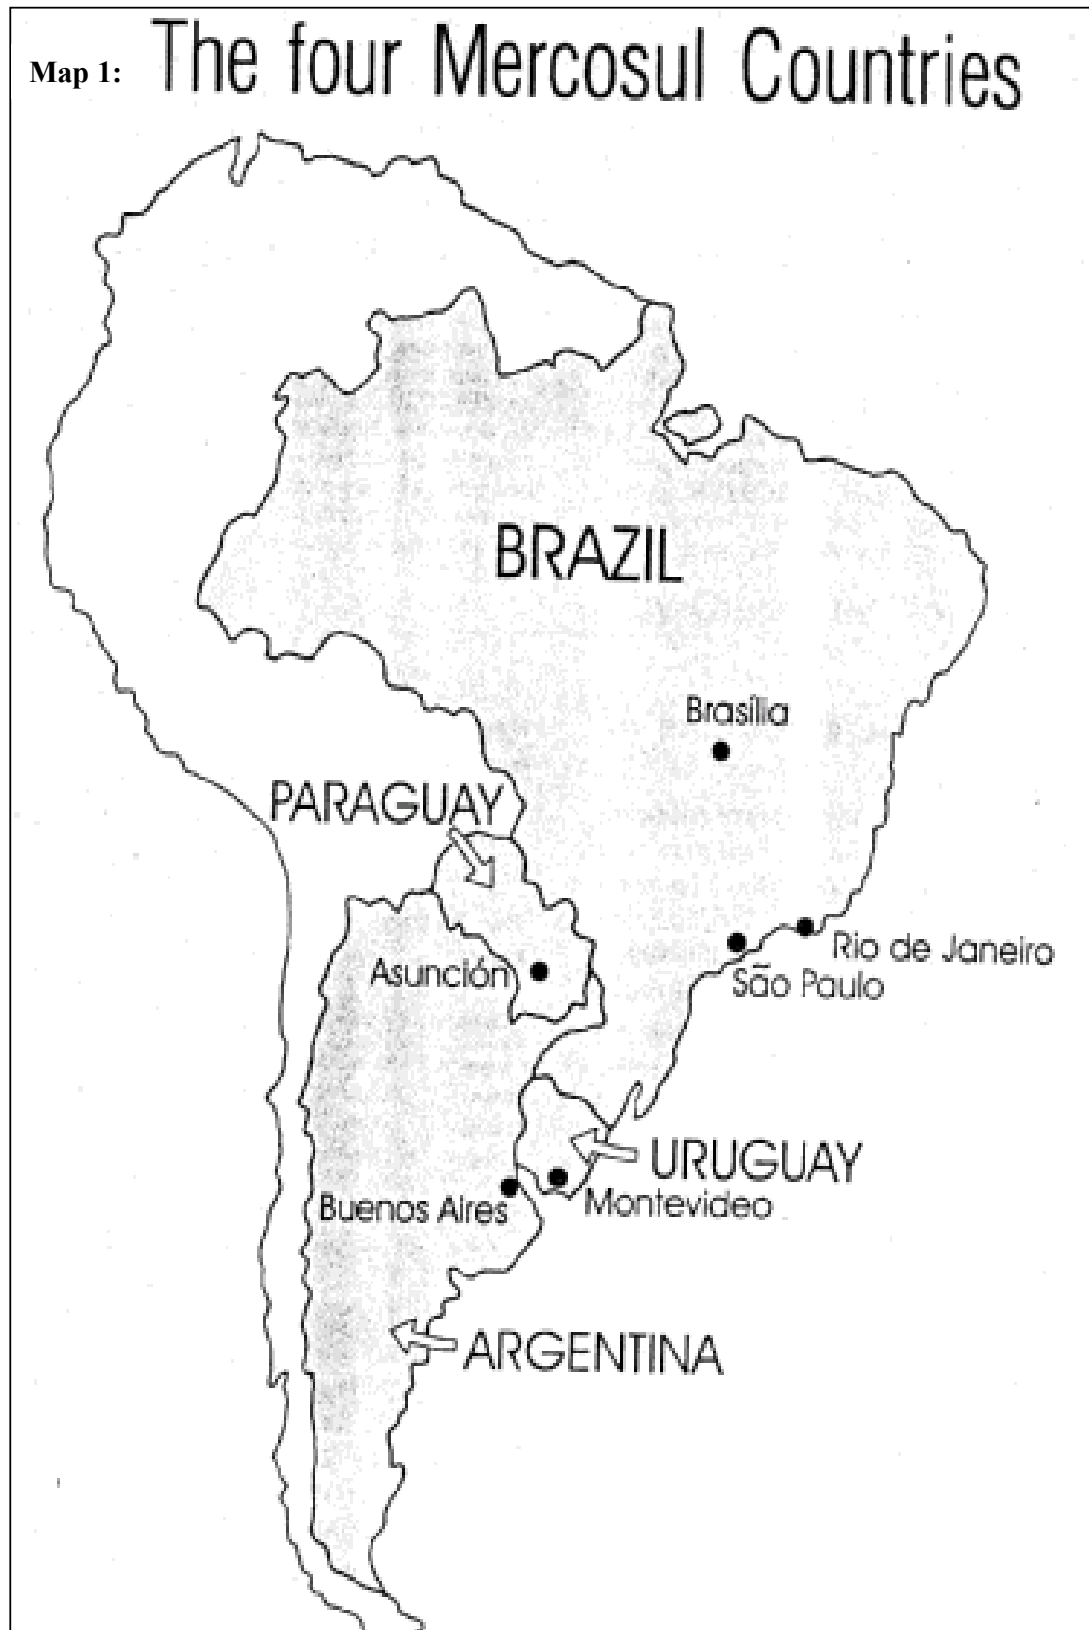 Map 1: The four Mercosul Countries
BRAZIL
Brasília
PARAGUAY
Rio de Janeiro
São Paulo
Asunción
URUGUAY
Montevideo
Buenos Aires
ARGENTINA